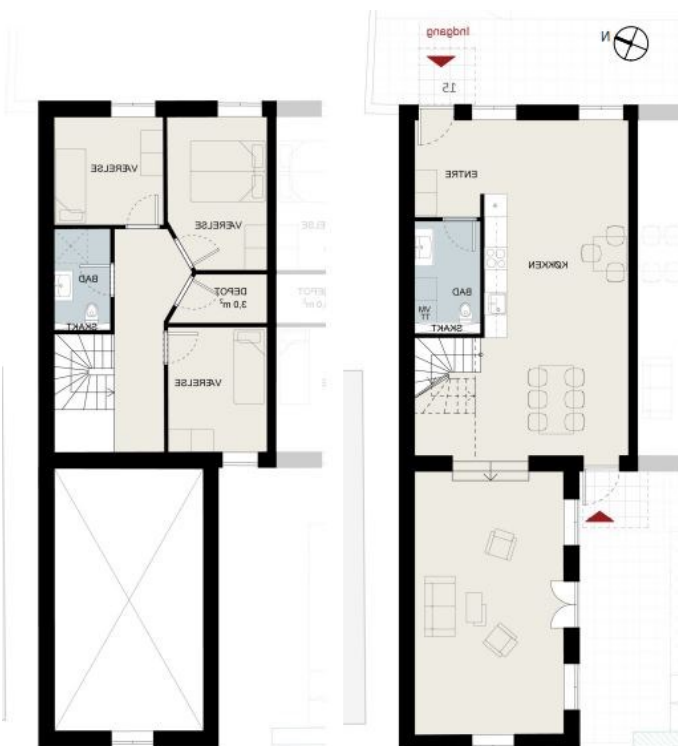 VÆRELSE
VÆRELSE
BAD
SKAKT
DEPOT
3,0 m²
VÆRELSE
Indgang
15
N
ENTRE
KØKKEN
BAD
VM
TT
SKAKT